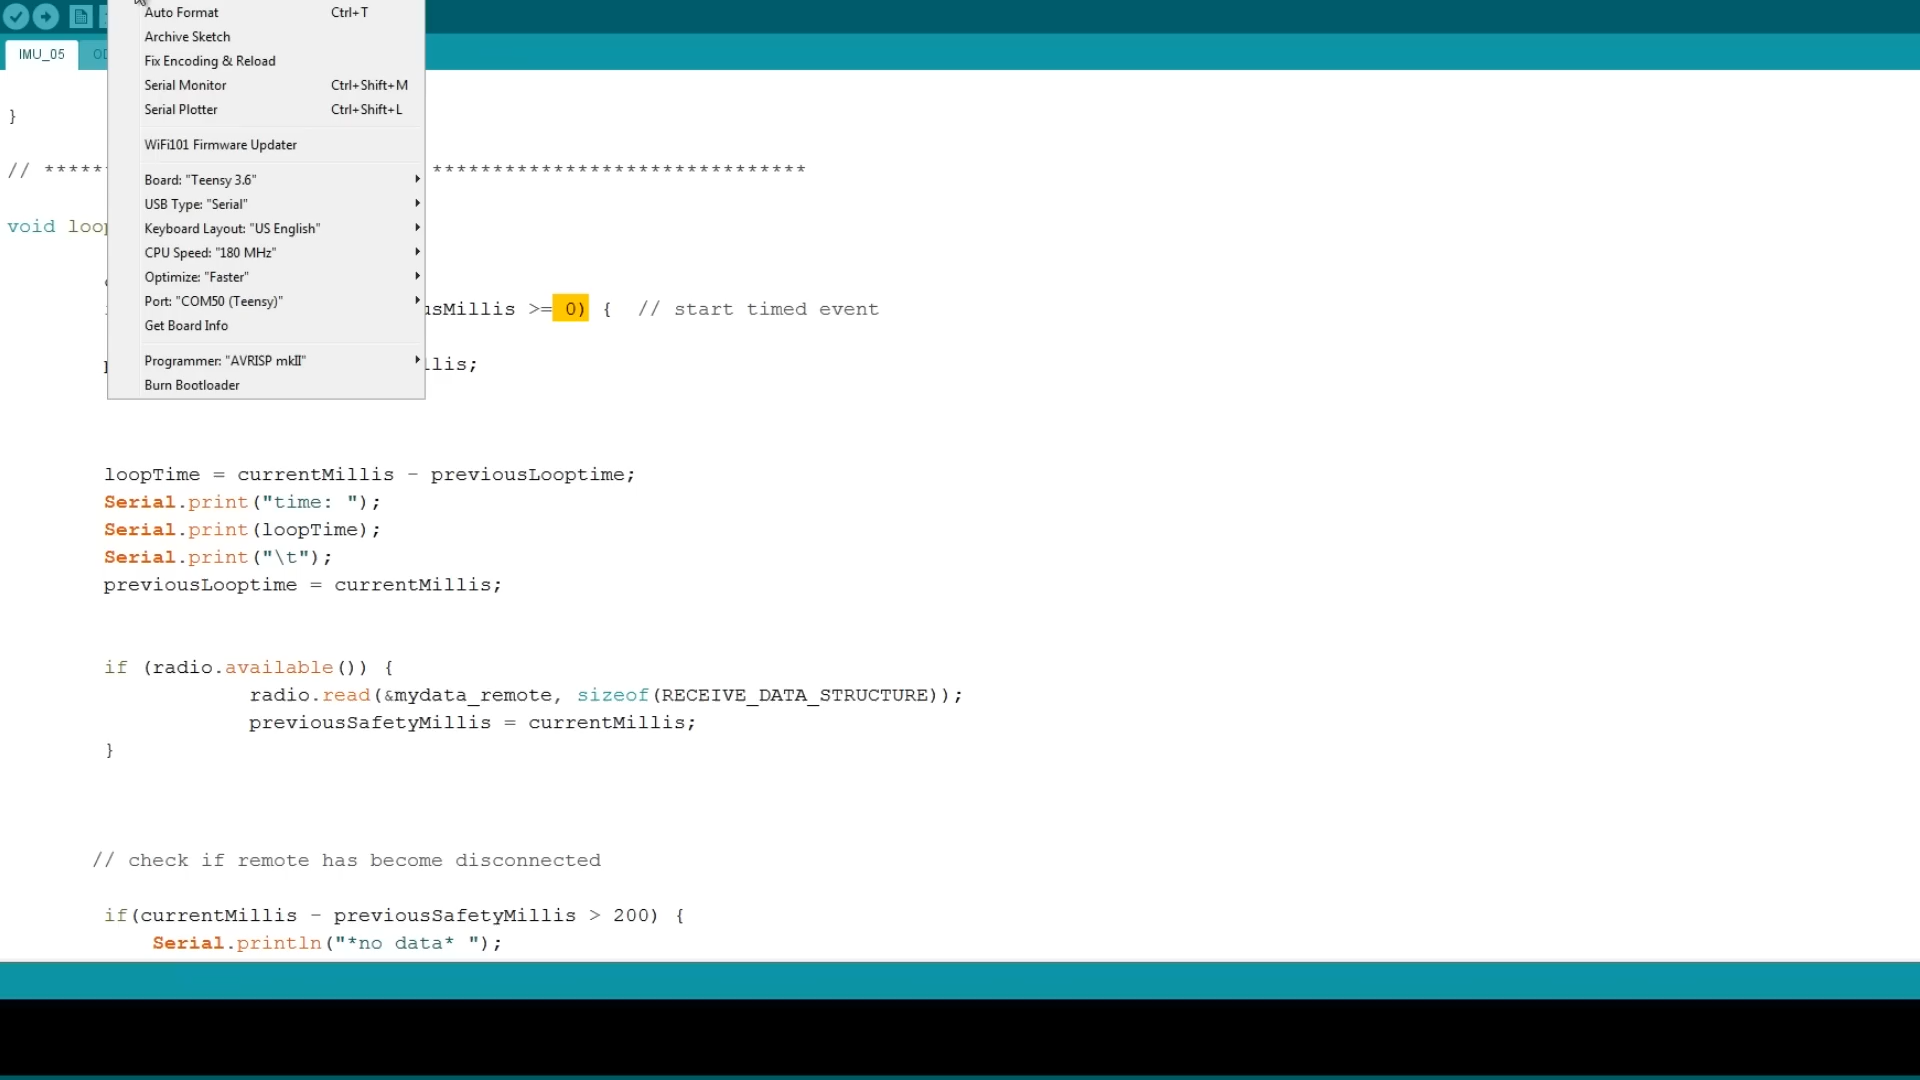 Auto Format Ctrl+T
Archive Sketch
IMU_05
Fix Encoding & Reload
Serial Monitor Ctrl+Shift+M
Serial Plotter Ctrl+Shift+L
}
WiFi101 Firmware Updater
// ***** *******************************
Board: "Teensy 3.6"
USB Type: "Serial"
void loop
Keyboard Layout: "US English"
CPU Speed: "180 MHz"
Optimize: "Faster"
Port: "COM50 (Teensy)"
usMillis >= 0) { // start timed event
Get Board Info
Programmer: "AVRISP mkII"
llis;
Burn Bootloader
loopTime = currentMillis - previousLooptime;
Serial.print("time: ");
Serial.print(loopTime);
Serial.print("\t");
previousLooptime = currentMillis;
if (radio.available()) {
radio.read(&mydata_remote, sizeof(RECEIVE_DATA_STRUCTURE));
previousSafetyMillis = currentMillis;
}
// check if remote has become disconnected
if(currentMillis - previousSafetyMillis > 200) {
Serial.println("*no data* ");